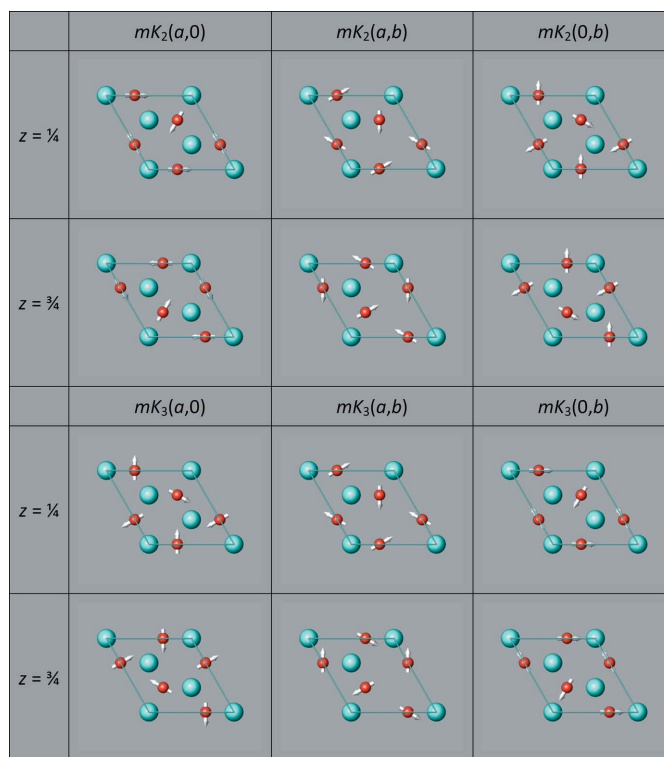 mK₂(a,0) mK₂(a,b) mK₂(0,b)
z = ¼
z = ¾
mK₃(a,0) mK₃(a,b) mK₃(0,b)
z = ¼
z = ¾